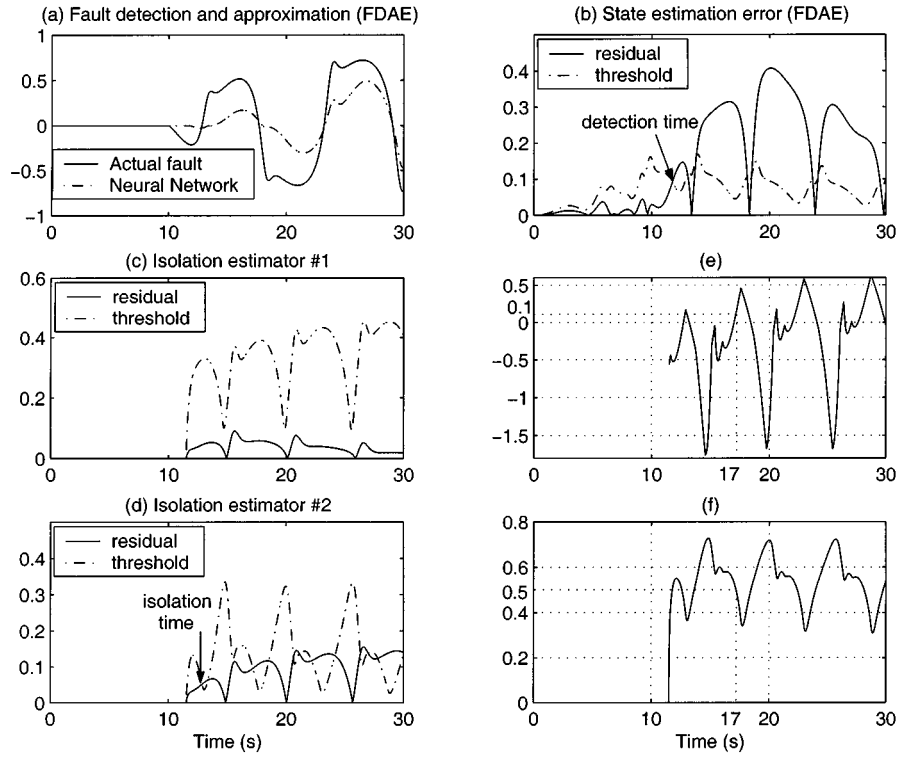 (a) Fault detection and approximation (FDAE)
1
0.5
0
−0.5
−1
Actual fault
Neural Network
0 10 20 30
(b) State estimation error (FDAE)
0.4
0.3
0.2
0.1
0
residual
threshold
detection time
0 10 20 30
(c) Isolation estimator #1
0.6
0.4
0.2
0
residual
threshold
0 10 20 30
(e)
0.5
0.1
0
−0.5
−1
−1.5
0 10 17 20 30
(d) Isolation estimator #2
0.4
0.3
0.2
0.1
0
residual
threshold
isolation
time
0 10 20 30
Time (s)
(f)
0.8
0.6
0.5
0.4
0.2
0
0 10 17 20 30
Time (s)